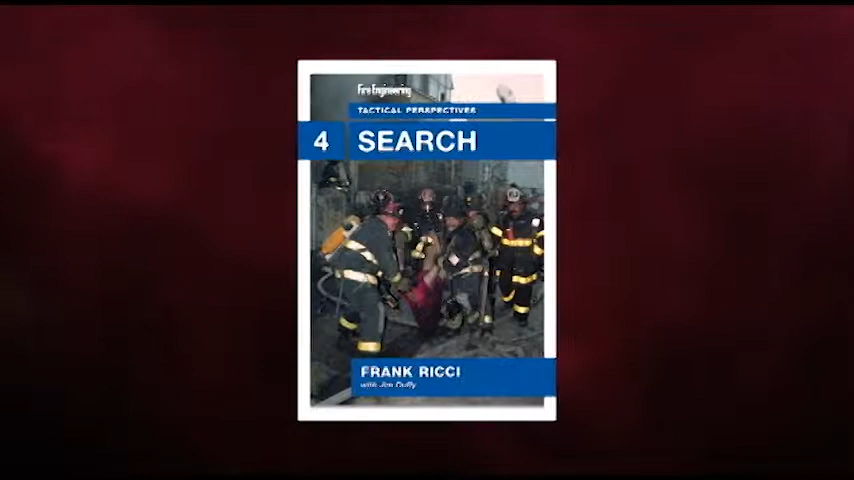 Fire Engineering
TACTICAL PERSPECTIVES
4 SEARCH
FRANK RICCI
with Jim Duffy